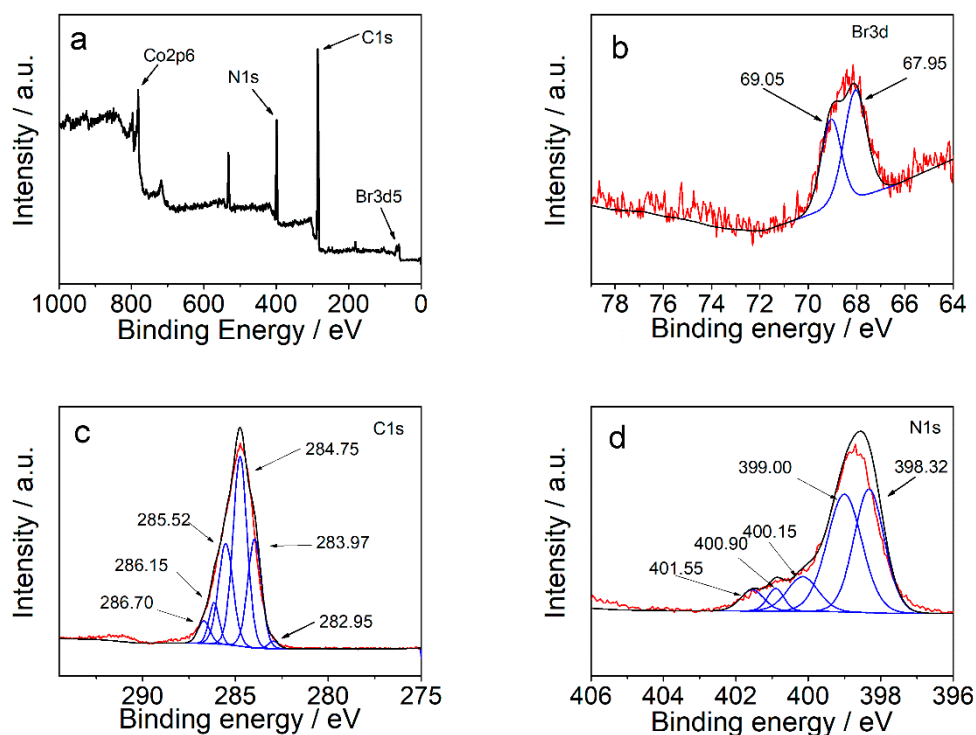 a
C1s
Co2p6
N1s
Br3d5
Intensity / a.u.
1000 800 600 400 200 0
Binding Energy / eV
b
Br3d
69.05
67.95
Intensity / a.u.
78 76 74 72 70 68 66 64
Binding energy / eV
c
C1s
284.75
285.52
283.97
286.15
286.70
282.95
Intensity / a.u.
290 285 280 275
Binding energy / eV
d
N1s
399.00
398.32
400.15
400.90
401.55
Intensity / a.u.
406 404 402 400 398 396
Binding energy / eV